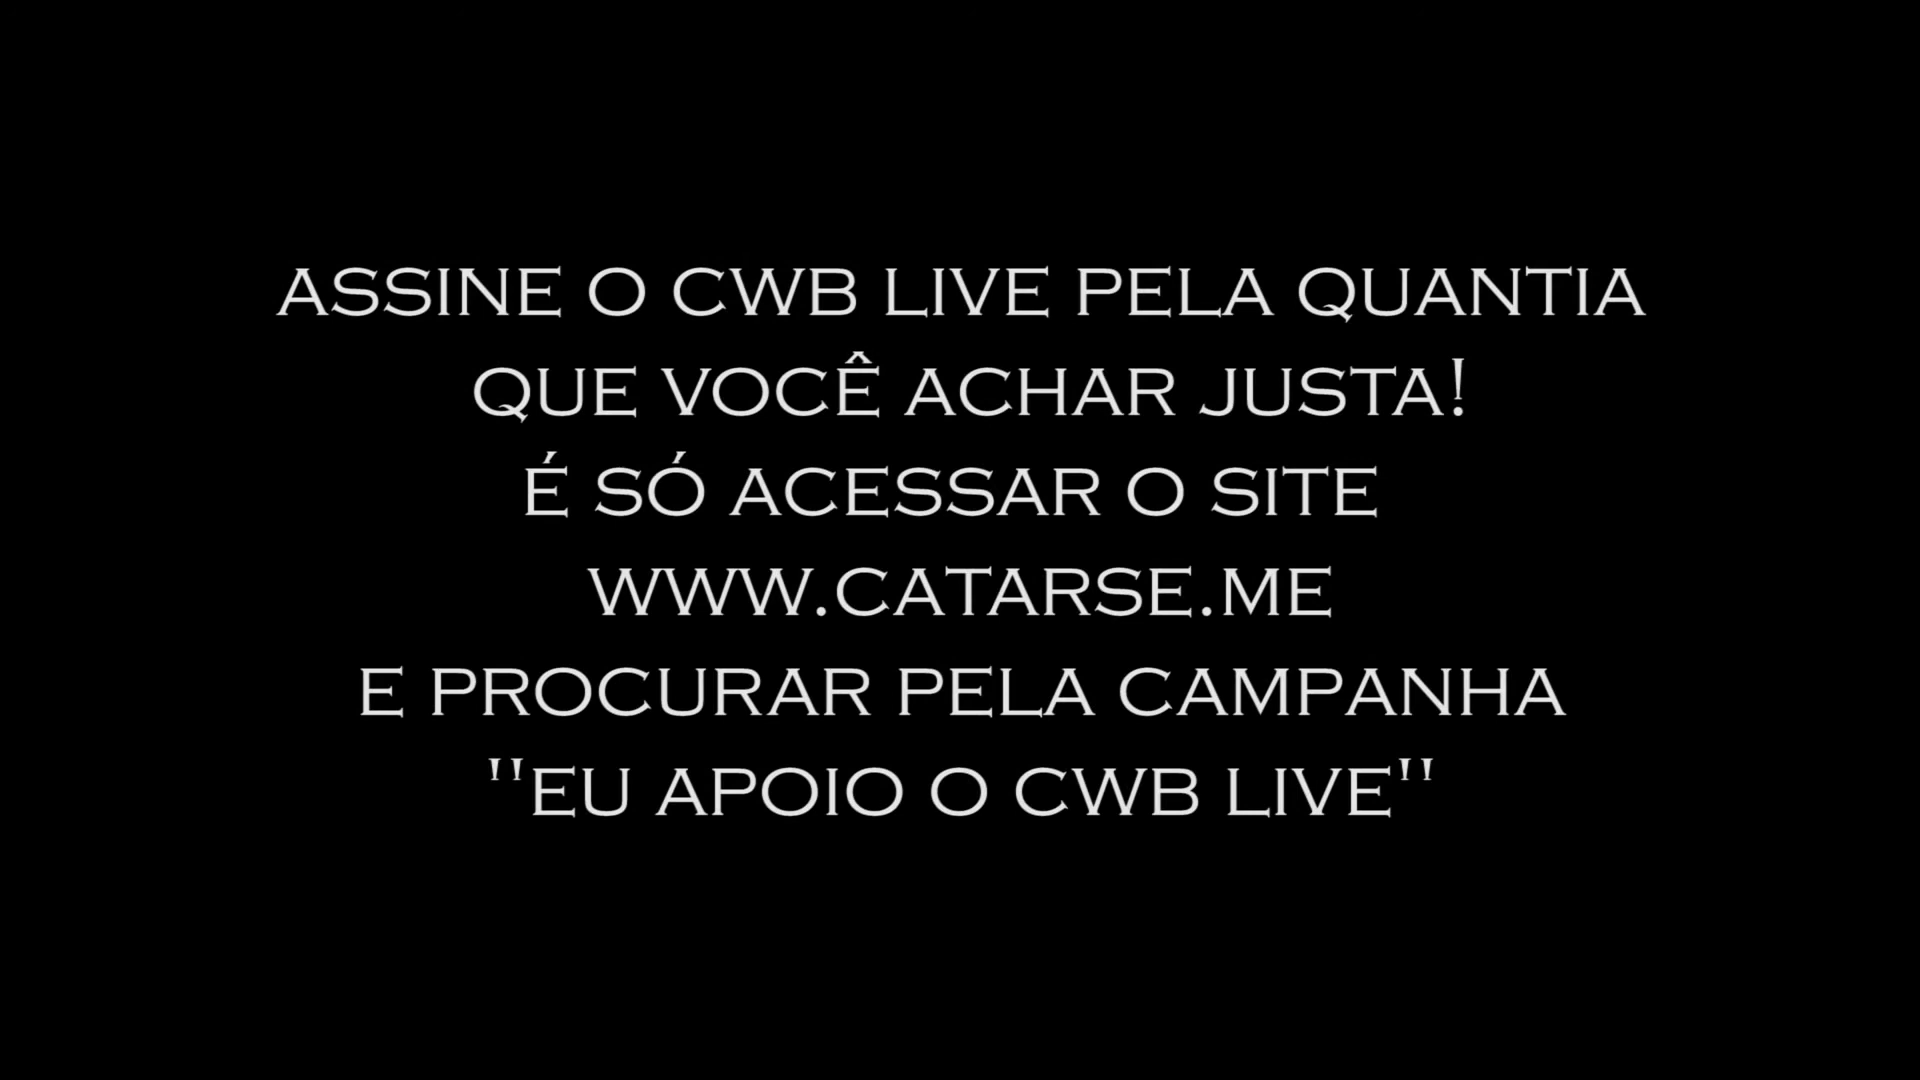 ASSINE O CWB LIVE PELA QUANTIA
QUE VOCÊ ACHAR JUSTA!
É SÓ ACESSAR O SITE
WWW.CATARSE.ME
E PROCURAR PELA CAMPANHA
"EU APOIO O CWB LIVE"